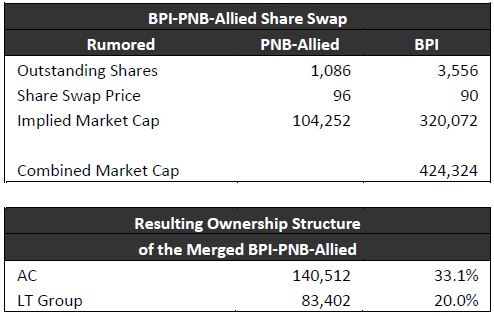 BPI-PNB-Allied Share Swap
Rumored PNB-Allied BPI
Outstanding Shares 1,086 3,556
Share Swap Price 96 90
Implied Market Cap 104,252 320,072
Combined Market Cap 424,324
Resulting Ownership Structure
of the Merged BPI-PNB-Allied
AC 140,512 33.1%
LT Group 83,402 20.0%